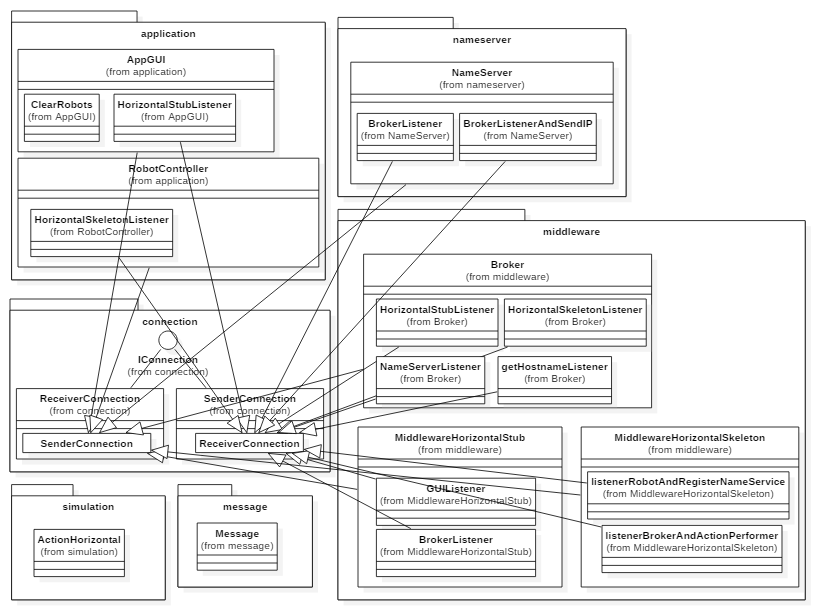 application
AppGUI
(from application)
ClearRobots
(from AppGUI)
HorizontalStubListener
(from AppGUI)
RobotController
(from application)
HorizontalSkeletonListener
(from RobotController)
nameserver
NameServer
(from nameserver)
BrokerListener
(from NameServer)
BrokerListenerAndSendIP
(from NameServer)
middleware
Broker
(from middleware)
HorizontalStubListener
(from Broker)
HorizontalSkeletonListener
(from Broker)
NameServerListener
(from Broker)
getHostnameListener
(from Broker)
connection
IConnection
(from connection)
ReceiverConnection
(from connection)
SenderConnection
SenderConnection
(from connection)
ReceiverConnection
MiddlewareHorizontalStub
(from middleware)
GUIListener
(from MiddlewareHorizontalStub)
BrokerListener
(from MiddlewareHorizontalStub)
MiddlewareHorizontalSkeleton
(from middleware)
listenerRobotAndRegisterNameService
(from MiddlewareHorizontalSkeleton)
listenerBrokerAndActionPerformer
(from MiddlewareHorizontalSkeleton)
simulation
ActionHorizontal
(from simulation)
message
Message
(from message)